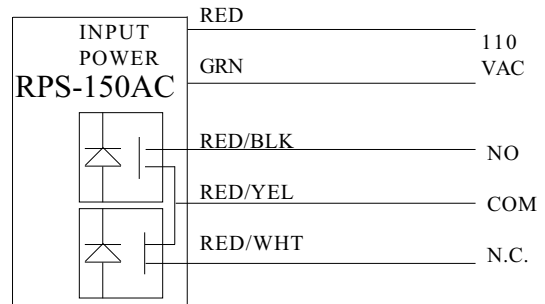 INPUT
POWER
RPS-150AC
RED
GRN
110
VAC
RED/BLK
NO
RED/YEL
COM
RED/WHT
N.C.